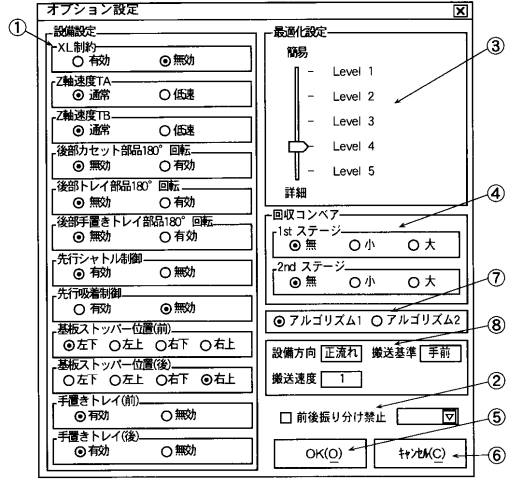 オプション設定
①
設備設定
XL制約
有効 無効
Z軸速度TA
通常 低速
Z軸速度TB
通常 低速
後部カセット部品180°回転
無効 有効
後部トレイ部品180°回転
無効 有効
後部手置きトレイ部品180°回転
無効 有効
先行シャトル制御
有効 無効
先行吸着制御
有効 無効
基板ストッパー位置(前)
左下 左上 右下 右上
基板ストッパー位置(後)
左下 左上 右下 右上
手置きトレイ(前)
有効 無効
手置きトレイ(後)
有効 無効
最適化設定
簡易
Level 1
Level 2
Level 3
Level 4
Level 5
詳細
③
④
回収コンベア
1st ステージ
無 小 大
2nd ステージ
無 小 大
⑦
アルゴリズム1 アルゴリズム2
⑧
設備方向 正流れ 搬送基準 手前
搬送速度 1
②
前後振り分け禁止
⑤
OK(O) キャンセル(C)
⑥